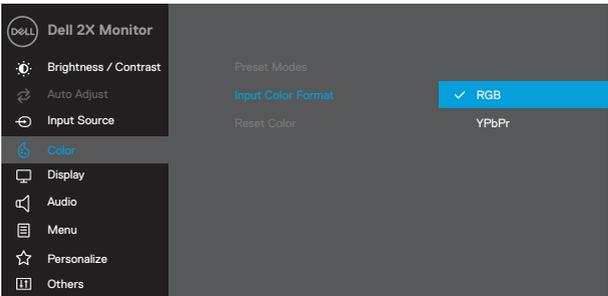 DELL Dell 2X Monitor
Brightness / Contrast
Auto Adjust
Input Source
Color
Display
Audio
Menu
Personalize
Others
Preset Modes
Input Color Format
Reset Color
RGB
YPbPr